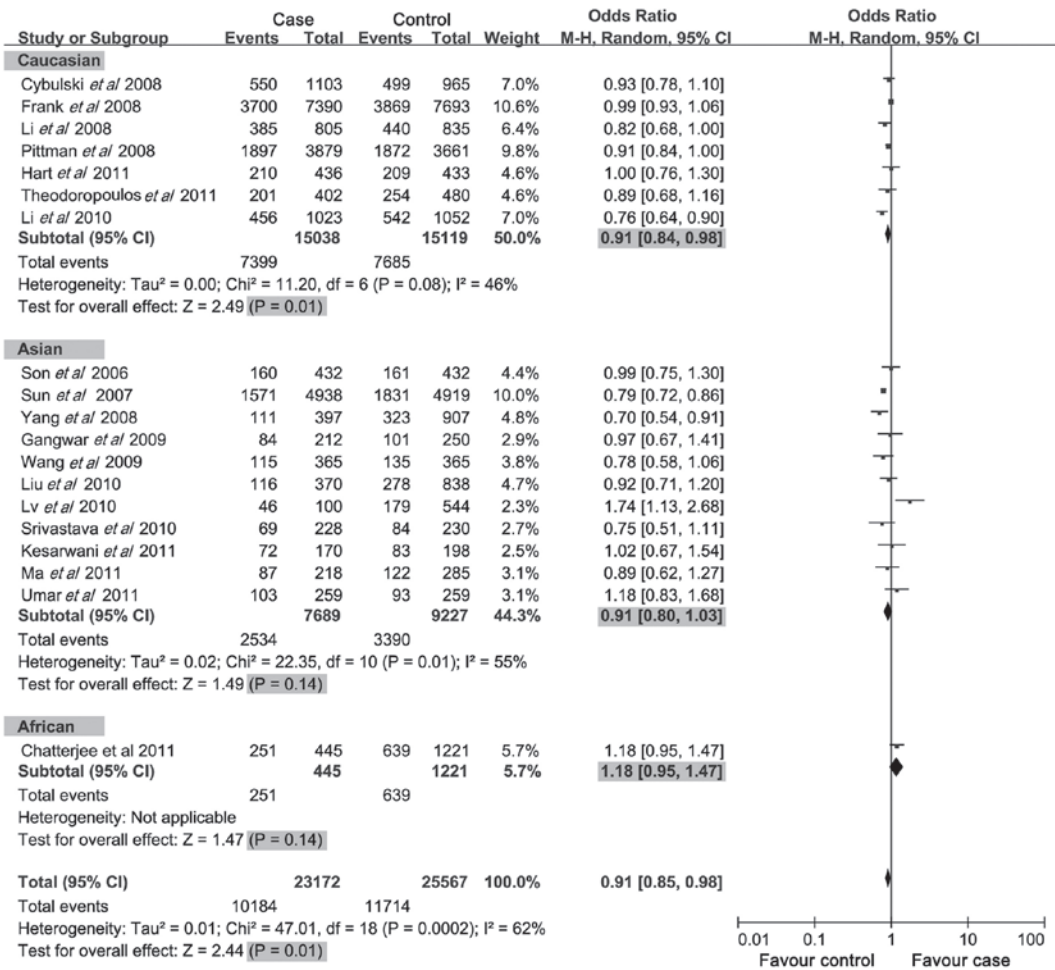 Case Control Odds Ratio Odds Ratio
Study or Subgroup Events Total Events Total Weight M-H, Random, 95% CI M-H, Random, 95% CI
Caucasian
Cybulski et al 2008 550 1103 499 965 7.0% 0.93 [0.78, 1.10]
Frank et al 2008 3700 7390 3869 7693 10.6% 0.99 [0.93, 1.06]
Li et al 2008 385 805 440 835 6.4% 0.82 [0.68, 1.00]
Pittman et al 2008 1897 3879 1872 3661 9.8% 0.91 [0.84, 1.00]
Hart et al 2011 210 436 209 433 4.6% 1.00 [0.76, 1.30]
Theodoropoulos et al 2011 201 402 254 480 4.6% 0.89 [0.68, 1.16]
Li et al 2010 456 1023 542 1052 7.0% 0.76 [0.64, 0.90]
Subtotal (95% CI) 15038 15119 50.0% 0.91 [0.84, 0.98]
Total events 7399 7685
Heterogeneity: Tau² = 0.00; Chi² = 11.20, df = 6 (P = 0.08); I² = 46%
Test for overall effect: Z = 2.49 (P = 0.01)
Asian
Son et al 2006 160 432 161 432 4.4% 0.99 [0.75, 1.30]
Sun et al 2007 1571 4938 1831 4919 10.0% 0.79 [0.72, 0.86]
Yang et al 2008 111 397 323 907 4.8% 0.70 [0.54, 0.91]
Gangwar et al 2009 84 212 101 250 2.9% 0.97 [0.67, 1.41]
Wang et al 2009 115 365 135 365 3.8% 0.78 [0.58, 1.06]
Liu et al 2010 116 370 278 838 4.7% 0.92 [0.71, 1.20]
Lv et al 2010 46 100 179 544 2.3% 1.74 [1.13, 2.68]
Srivastava et al 2010 69 228 84 230 2.7% 0.75 [0.51, 1.11]
Kesarwani et al 2011 72 170 83 198 2.5% 1.02 [0.67, 1.54]
Ma et al 2011 87 218 122 285 3.1% 0.89 [0.62, 1.27]
Umar et al 2011 103 259 93 259 3.1% 1.18 [0.83, 1.68]
Subtotal (95% CI) 7689 9227 44.3% 0.91 [0.80, 1.03]
Total events 2534 3390
Heterogeneity: Tau² = 0.02; Chi² = 22.35, df = 10 (P = 0.01); I² = 55%
Test for overall effect: Z = 1.49 (P = 0.14)
African
Chatterjee et al 2011 251 445 639 1221 5.7% 1.18 [0.95, 1.47]
Subtotal (95% CI) 445 1221 5.7% 1.18 [0.95, 1.47]
Total events 251 639
Heterogeneity: Not applicable
Test for overall effect: Z = 1.47 (P = 0.14)
Total (95% CI) 23172 25567 100.0% 0.91 [0.85, 0.98]
Total events 10184 11714
Heterogeneity: Tau² = 0.01; Chi² = 47.01, df = 18 (P = 0.0002); I² = 62%
Test for overall effect: Z = 2.44 (P = 0.01)
0.01 0.1 1 10 100
Favour control Favour case